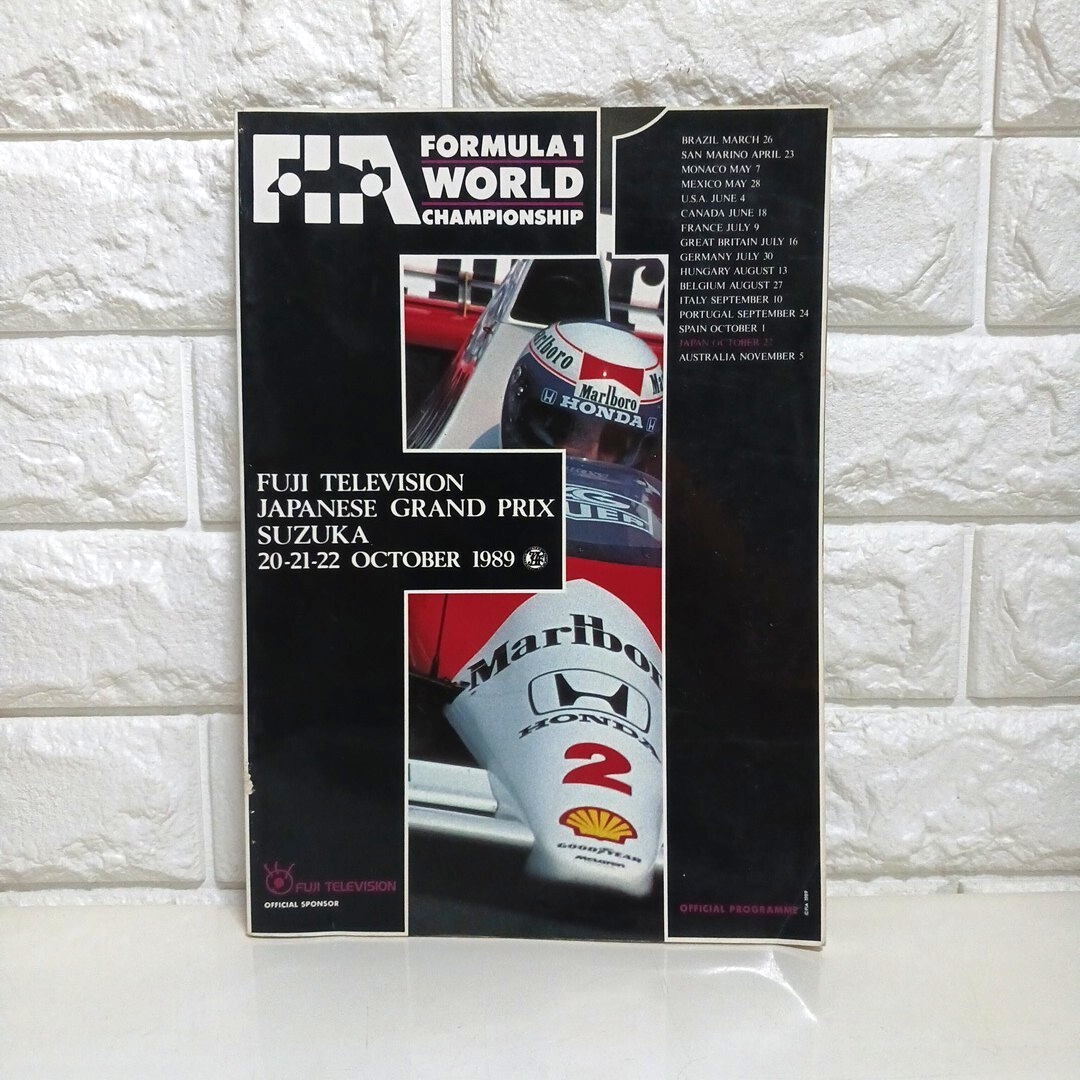 FIA
FORMULA 1
WORLD
CHAMPIONSHIP
BRAZIL MARCH 26
SAN MARINO APRIL 23
MONACO MAY 7
MEXICO MAY 28
U.S.A. JUNE 4
CANADA JUNE 18
FRANCE JULY 9
GREAT BRITAIN JULY 16
GERMANY JULY 30
HUNGARY AUGUST 13
BELGIUM AUGUST 27
ITALY SEPTEMBER 10
PORTUGAL SEPTEMBER 24
SPAIN OCTOBER 1
JAPAN OCTOBER 22
AUSTRALIA NOVEMBER 5
Marlboro
Marlboro
HONDA
FUJI TELEVISION
JAPANESE GRAND PRIX
SUZUKA
20-21-22 OCTOBER 1989
Marlboro
HONDA
2
GOODYEAR
McLaren
FUJI TELEVISION
OFFICIAL SPONSOR
OFFICIAL PROGRAMME